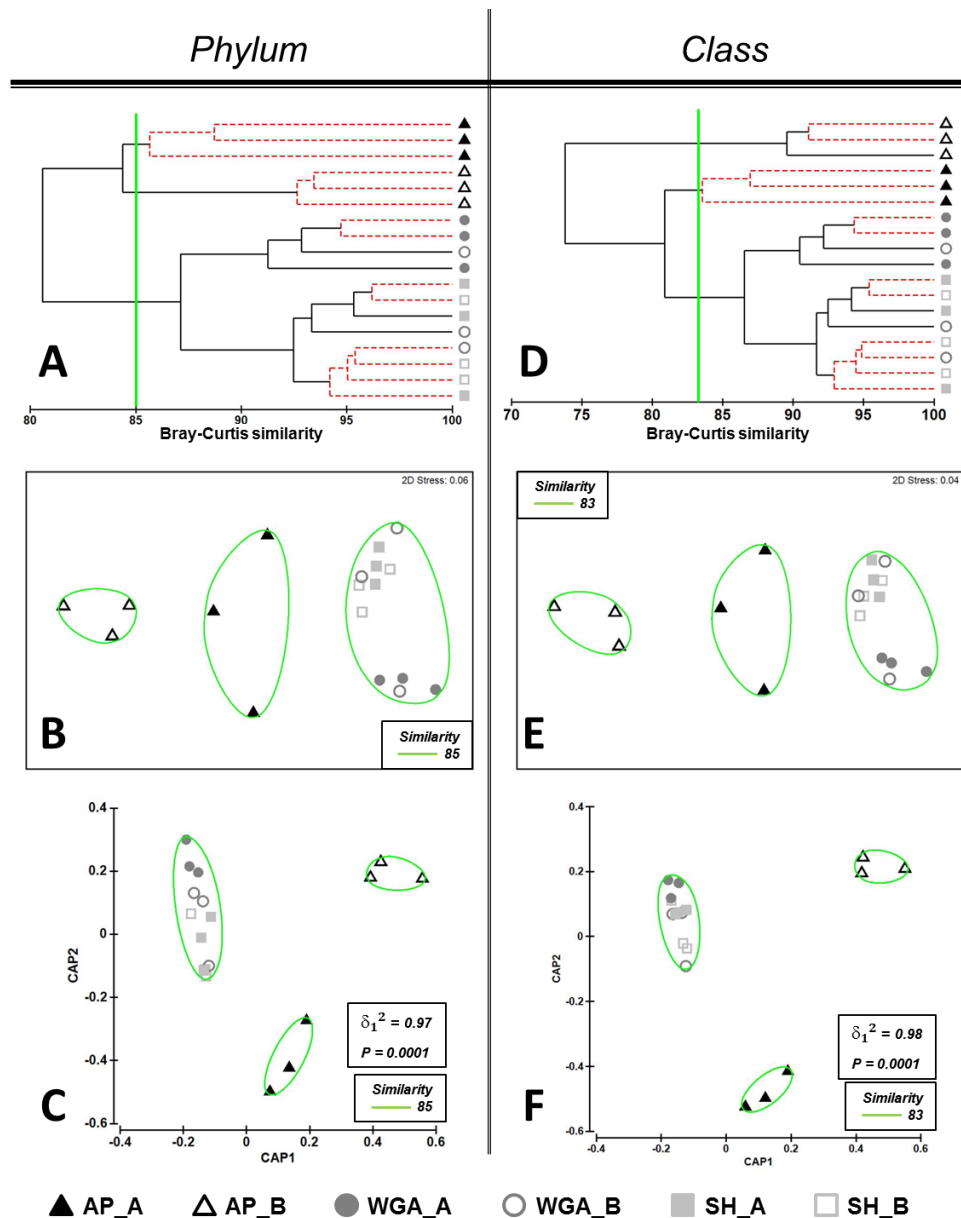 Phylum
Class
A
80 85 90 95 100
Bray-Curtis similarity
D
70 75 80 85 90 95 100
Bray-Curtis similarity
2D Stress: 0.06
B
Similarity
85
Similarity
83
2D Stress: 0.04
E
0.4
0.2
0
-0.2
-0.4
-0.6
CAP2
-0.4 -0.2 0 0.2 0.4 0.6
CAP1
δ₁² = 0.97
P = 0.0001
Similarity
85
C
0.4
0.2
0
-0.2
-0.4
-0.6
CAP2
-0.4 -0.2 0 0.2 0.4 0.6
CAP1
δ₁² = 0.98
P = 0.0001
Similarity
83
F
AP_A AP_B WGA_A WGA_B SH_A SH_B